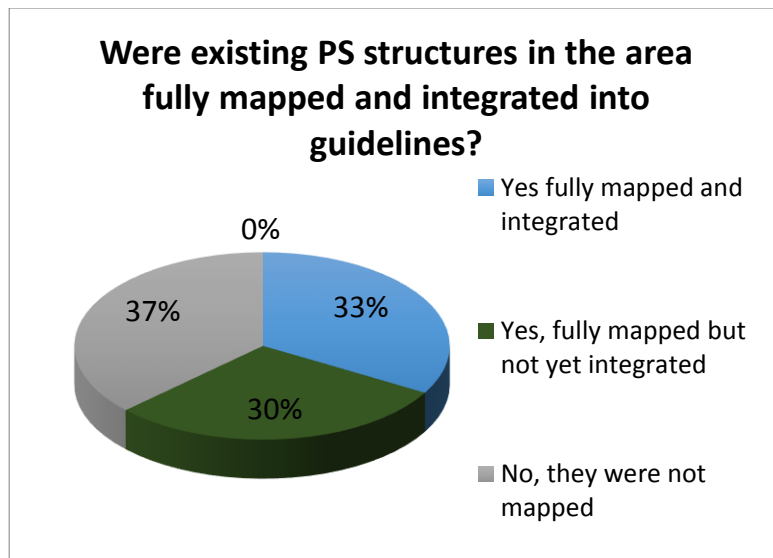 Were existing PS structures in the area
fully mapped and integrated into
guidelines?
Yes fully mapped and
integrated
0%
37%
33%
Yes, fully mapped but
not yet integrated
30%
No, they were not
mapped